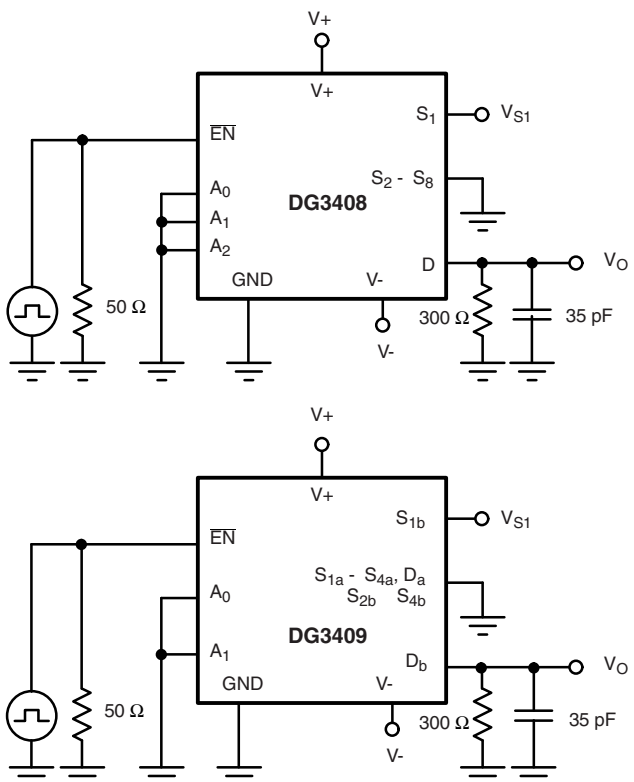 V+
V+
EN
S1
VS1
A0
A1
A2
S2 - S8
DG3408
D
VO
GND
V-
50 Ω
300 Ω
35 pF
V-
V+
V+
EN
S1b
VS1
A0
S1a - S4a, Da
S2b S4b
DG3409
A1
Db
VO
GND
V-
50 Ω
300 Ω
35 pF
V-